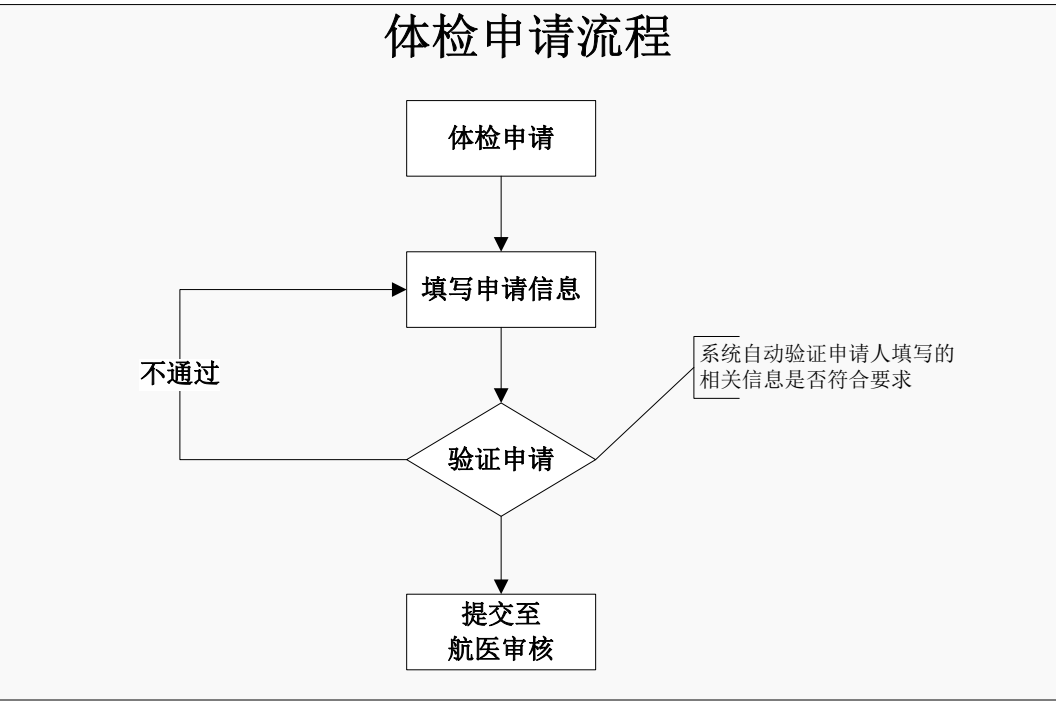 体检申请流程
体检申请
填写申请信息
不通过
系统自动验证申请人填写的
相关信息是否符合要求
验证申请
提交至
航医审核